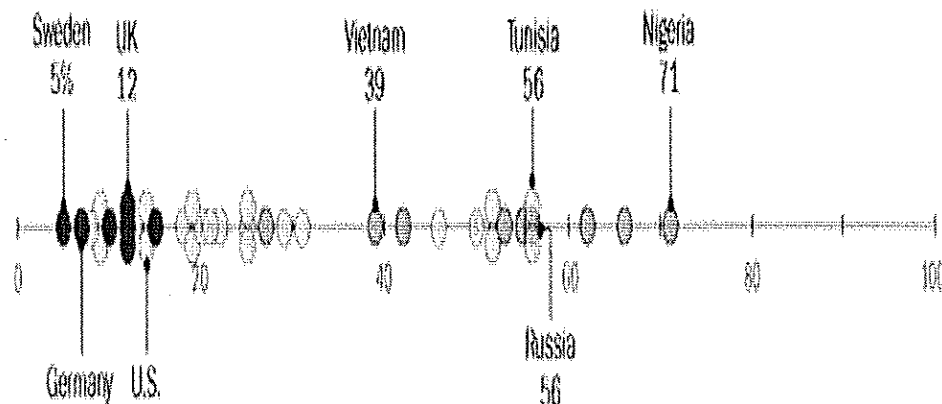 Sweden UK Vietnam Tunisia Nigeria
5% 12 39 56 71
0 20 40 60 80 100
Russia
Germany U.S. 56